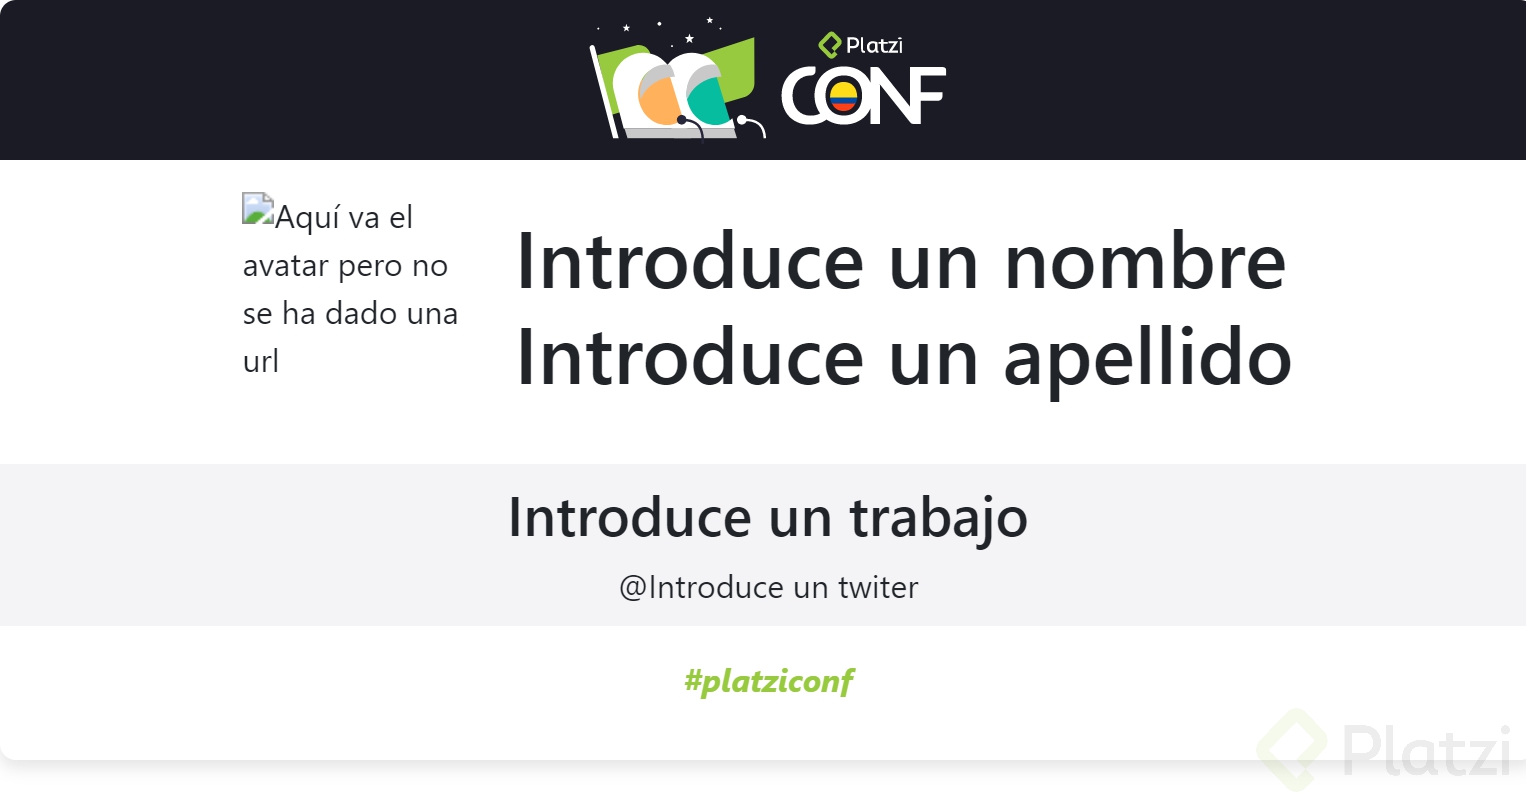 Platzi
CONF
Aquí va el
avatar pero no
se ha dado una
url
Introduce un nombre
Introduce un apellido
Introduce un trabajo
@Introduce un twiter
#platziconf
Platzi